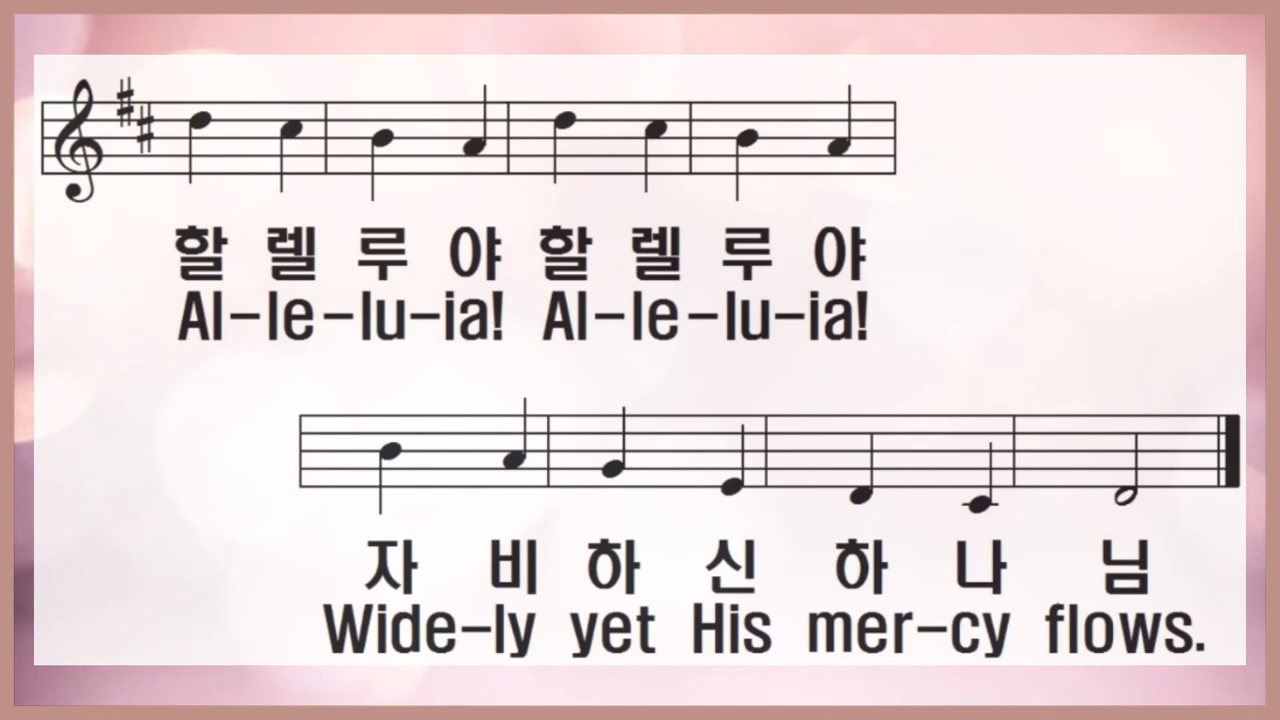 할 렐 루 야 할 렐 루 야
Al-le-lu-ia! Al-le-lu-ia!
자 비 하 신 하 나 님
Wide-ly yet His mer-cy flows.